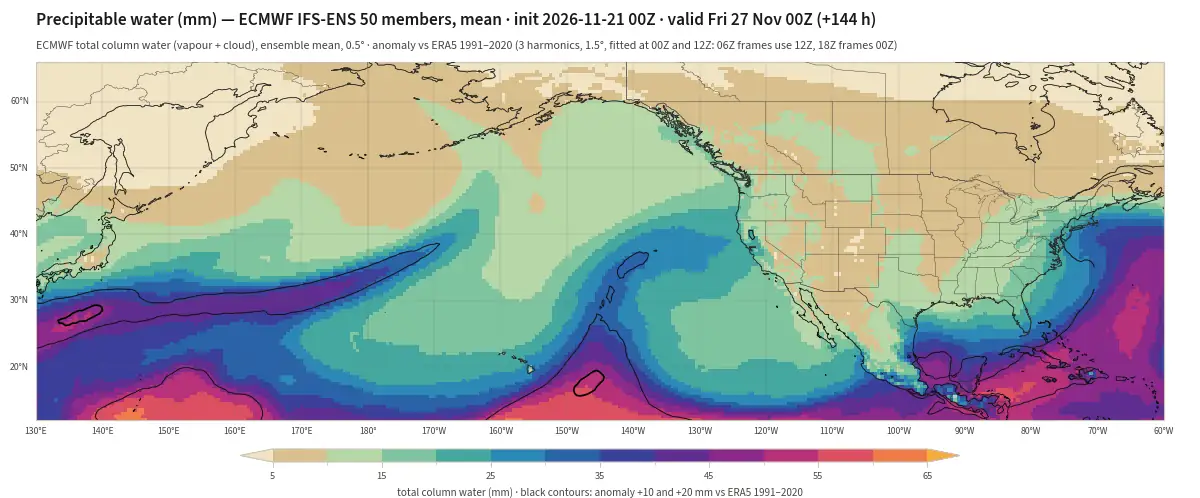 Precipitable water (mm) — ECMWF IFS-ENS 50 members, mean · init 2026-11-21 00Z · valid Fri 27 Nov 00Z (+144 h)
ECMWF total column water (vapour + cloud), ensemble mean, 0.5° · anomaly vs ERA5 1991–2020 (3 harmonics, 1.5°, fitted at 00Z and 12Z: 06Z frames use 12Z, 18Z frames 00Z)
60°N
50°N
40°N
30°N
20°N
130°E 140°E 150°E 160°E 170°E 180° 170°W 160°W 150°W 140°W 130°W 120°W 110°W 100°W 90°W 80°W 70°W 60°W
5 15 25 35 45 55 65
total column water (mm) · black contours: anomaly +10 and +20 mm vs ERA5 1991–2020